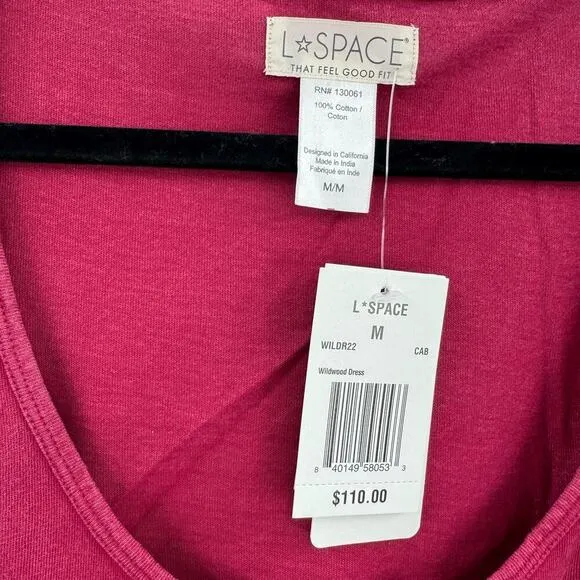 L☆SPACE®
THAT FEEL GOOD FIT
RN# 130061
100% Cotton /
Coton
Designed in California
Made in India
Fabriqué en Inde
M/M
L*SPACE
M
WILDR22 CAB
Wildwood Dress
8 40149 58053 3
$110.00